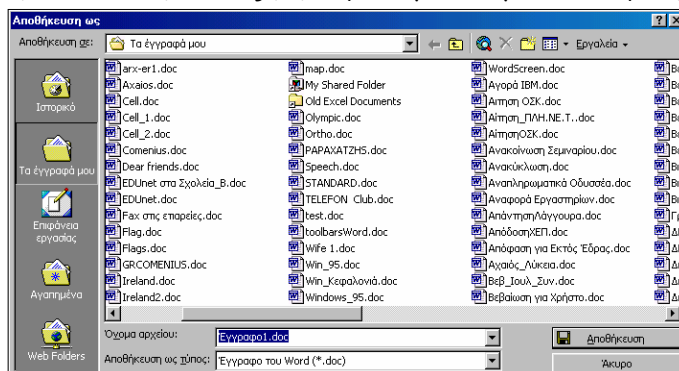 Αποθήκευση ως
Αποθήκευση σε:
Τα έγγραφά μου
Εργαλεία
Ιστορικό
Τα έγγραφά μου
Επιφάνεια
εργασίας
Αγαπημένα
Web Folders
arx-er1.doc
Axaios.doc
Cell.doc
Cell_1.doc
Cell_2.doc
Comenius.doc
Dear friends.doc
EDUnet στα Σχολεία_Β.doc
EDUnet.doc
Fax στις εταρείες.doc
Flag.doc
Flags.doc
GRCOMENIUS.doc
Ireland.doc
Ireland2.doc
map.doc
My Shared Folder
Old Excel Documents
Olympic.doc
Ortho.doc
PAPAXATZHS.doc
Speech.doc
STANDARD.doc
TELEFON Club.doc
test.doc
toolbarsWord.doc
Wife 1.doc
Win_95.doc
Win_Κεφαλονιά.doc
Windows_95.doc
WordScreen.doc
Αγορά IBM.doc
Αιτηση ΟΣΚ.doc
Αίτηση_ΠΛΗ.ΝΕ.Τ..doc
ΑίτησηΟΣΚ.doc
Ανακοίνωση Σεμιναρίου.doc
Ανακύκλωση.doc
Αναπληρωματικά Οδυσσέα.doc
Αναφορά Εργαστηρίων.doc
ΑπάντησηΛάγγουρα.doc
ΑπόδοσηΧΕΠ.doc
Απόφαση για Εκτός Έδρας.doc
Αχαιός_Λύκεια.doc
Βεβ_Ιουλ_Συν.doc
Βεβαίωση για Χρήστο.doc
Όνομα αρχείου:
Έγγραφο1.doc
Αποθήκευση
Αποθήκευση ως τύπος:
Έγγραφο του Word (*.doc)
Άκυρο